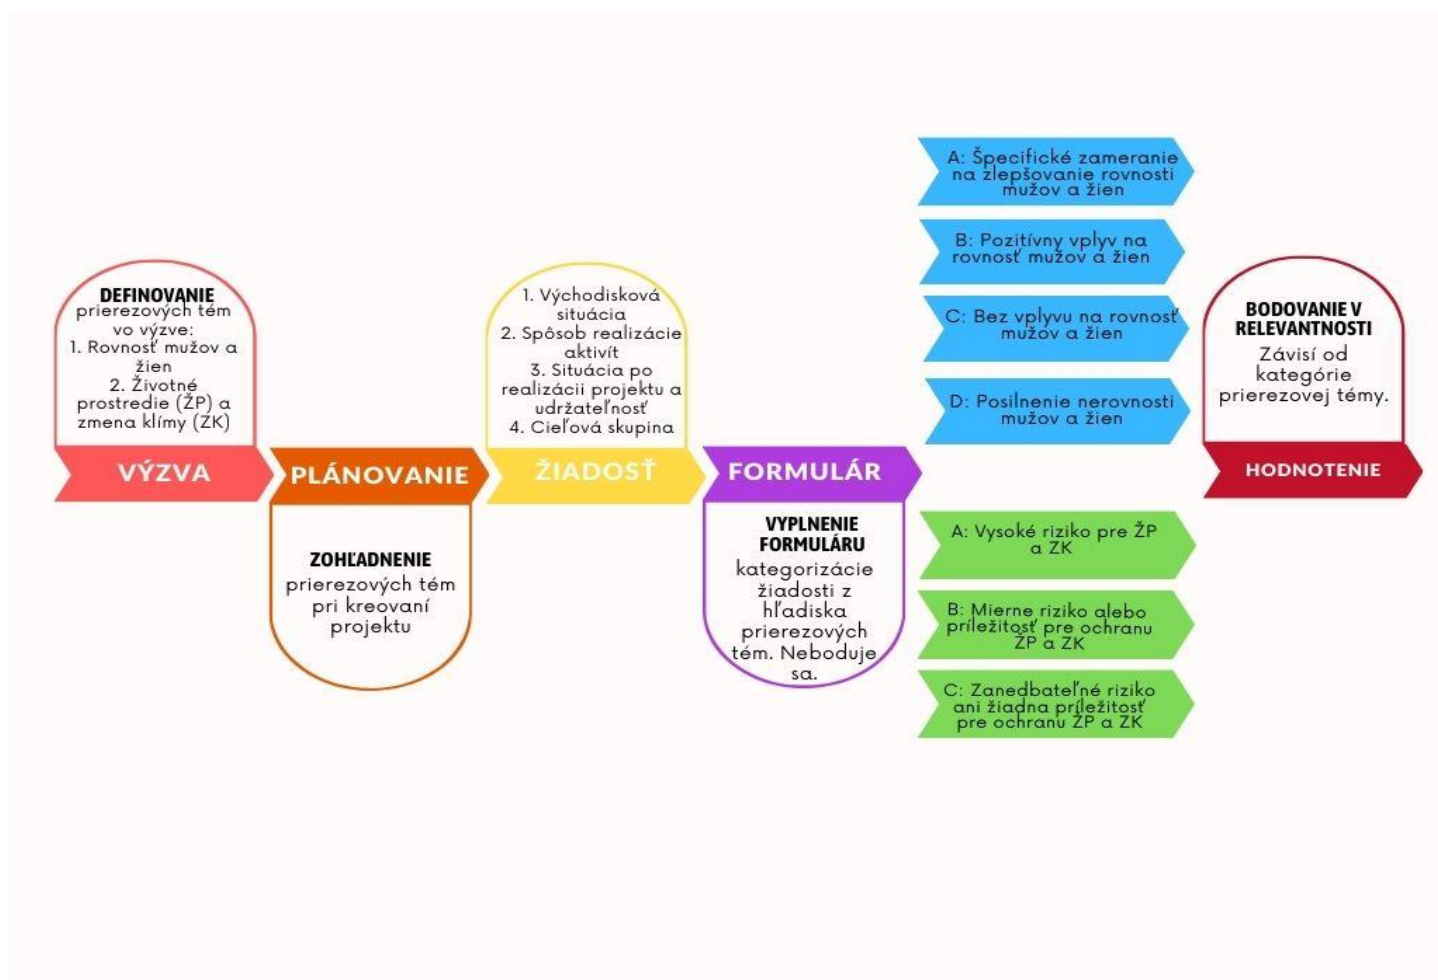 DEFINOVANIE
prierezových tém
vo výzve:
1. Rovnosť mužov a
žien
2. Životné
prostredie (ŽP) a
zmena klímy (ZK)
VÝZVA
PLÁNOVANIE
ZOHĽADNENIE
prierezových tém
pri kreovaní
projektu
1. Východisková
situácia
2. Spôsob realizácie
aktivít
3. Situácia po
realizácii projektu a
udržateľnosť
4. Cieľová skupina
ŽIADOSŤ
FORMULÁR
VYPLNENIE
FORMULÁRU
kategorizácie
žiadosti z
hľadiska
prierezových
tém. Neboduje
sa.
A: Špecifické zameranie
na zlepšovanie rovnosti
mužov a žien
B: Pozitívny vplyv na
rovnosť mužov a žien
C: Bez vplyvu na rovnosť
mužov a žien
D: Posilnenie nerovnosti
mužov a žien
A: Vysoké riziko pre ŽP
a ZK
B: Mierne riziko alebo
príležitosť pre ochranu
ŽP a ZK
C: Zanedbateľné riziko
ani žiadna príležitosť
pre ochranu ŽP a ZK
BODOVANIE V
RELEVANTNOSTI
Závisí od
kategórie
prierezovej témy.
HODNOTENIE